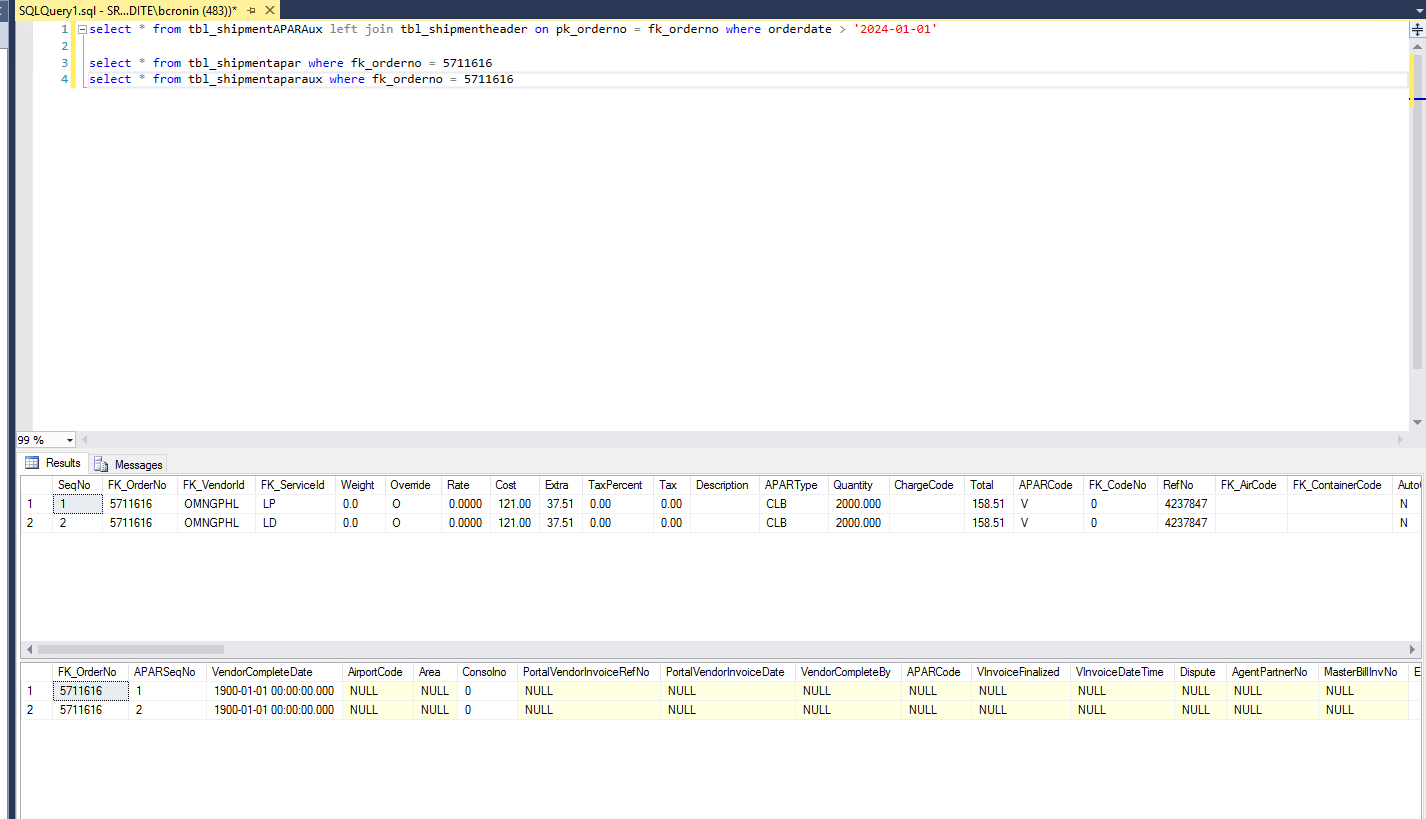 SQLQuery1.sql - SR...DITE\bcronin (483))*
1 select * from tbl_shipmentAPARAux left join tbl_shipmentheader on pk_orderno = fk_orderno where orderdate > '2024-01-01'
2
3 select * from tbl_shipmentapar where fk_orderno = 5711616
4 select * from tbl_shipmentaparaux where fk_orderno = 5711616
99 %
Results Messages
SeqNo FK_OrderNo FK_VendorId FK_ServiceId Weight Override Rate Cost Extra TaxPercent Tax Description APARType Quantity ChargeCode Total APARCode FK_CodeNo RefNo FK_AirCode FK_ContainerCode Auto
1 1 5711616 OMNGPHL LP 0.0 O 0.0000 121.00 37.51 0.00 0.00 CLB 2000.000 158.51 V 0 4237847 N
2 2 5711616 OMNGPHL LD 0.0 O 0.0000 121.00 37.51 0.00 0.00 CLB 2000.000 158.51 V 0 4237847 N
FK_OrderNo APARSeqNo VendorCompleteDate AirportCode Area Consolno PortalVendorInvoiceRefNo PortalVendorInvoiceDate VendorCompleteBy APARCode VInvoiceFinalized VInvoiceDateTime Dispute AgentPartnerNo MasterBillInvNo E
1 5711616 1 1900-01-01 00:00:00.000 NULL NULL 0 NULL NULL NULL NULL NULL NULL NULL NULL NULL
2 5711616 2 1900-01-01 00:00:00.000 NULL NULL 0 NULL NULL NULL NULL NULL NULL NULL NULL NULL